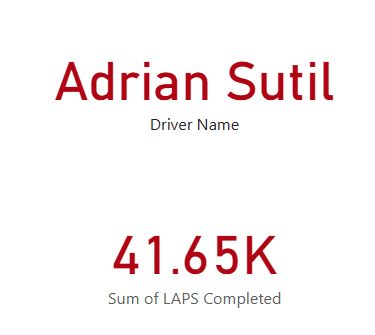 Adrian Sutil
Driver Name
41.65K
Sum of LAPS Completed